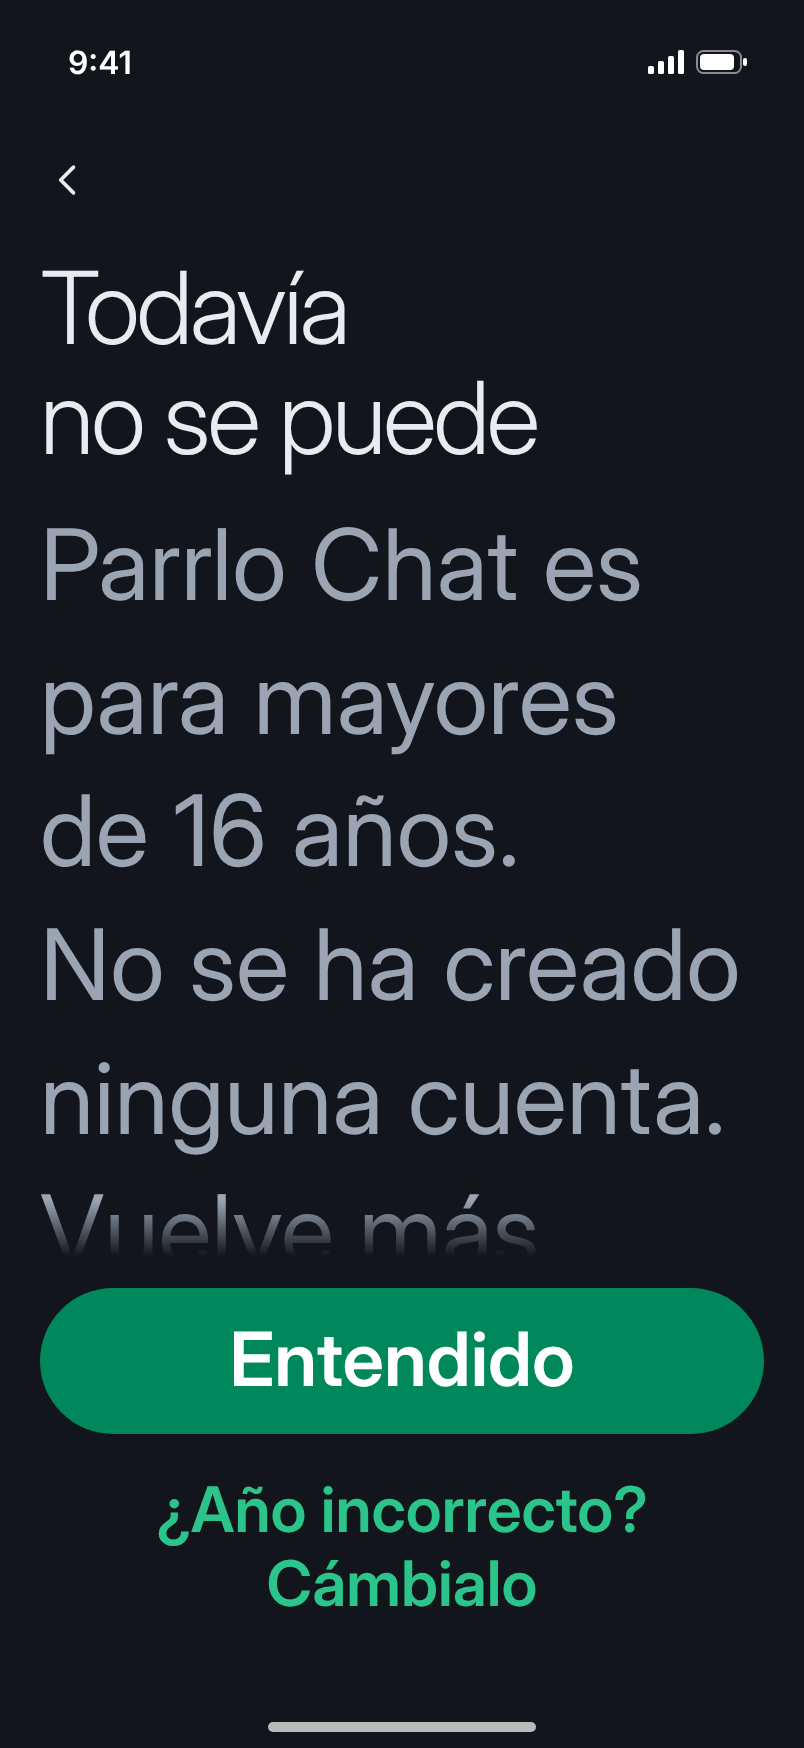 9:41
Todavía
no se puede
Parrlo Chat es
para mayores
de 16 años.
No se ha creado
ninguna cuenta.
Vuelve más
Entendido
¿Año incorrecto?
Cámbialo